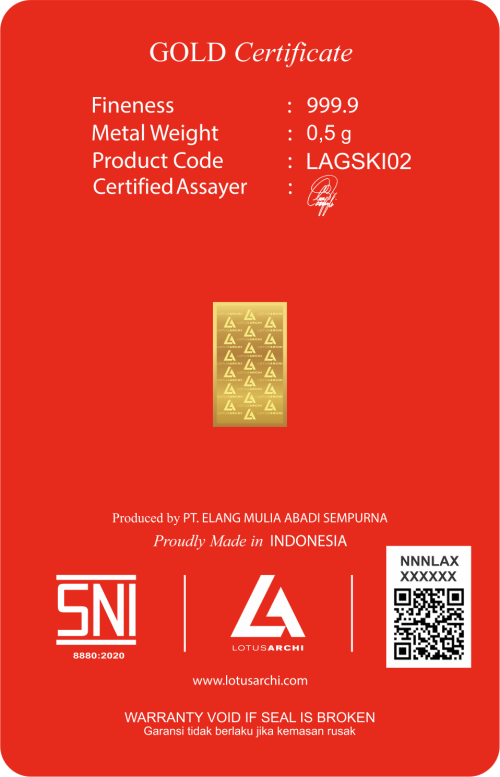 GOLD Certificate
Fineness : 999.9
Metal Weight : 0,5 g
Product Code : LAGSKI02
Certified Assayer :
Produced by PT. ELANG MULIA ABADI SEMPURNA
Proudly Made in INDONESIA
NNNLAX
XXXXXX
SNI
8880:2020
LOTUSARCHI
www.lotusarchi.com
WARRANTY VOID IF SEAL IS BROKEN
Garansi tidak berlaku jika kemasan rusak